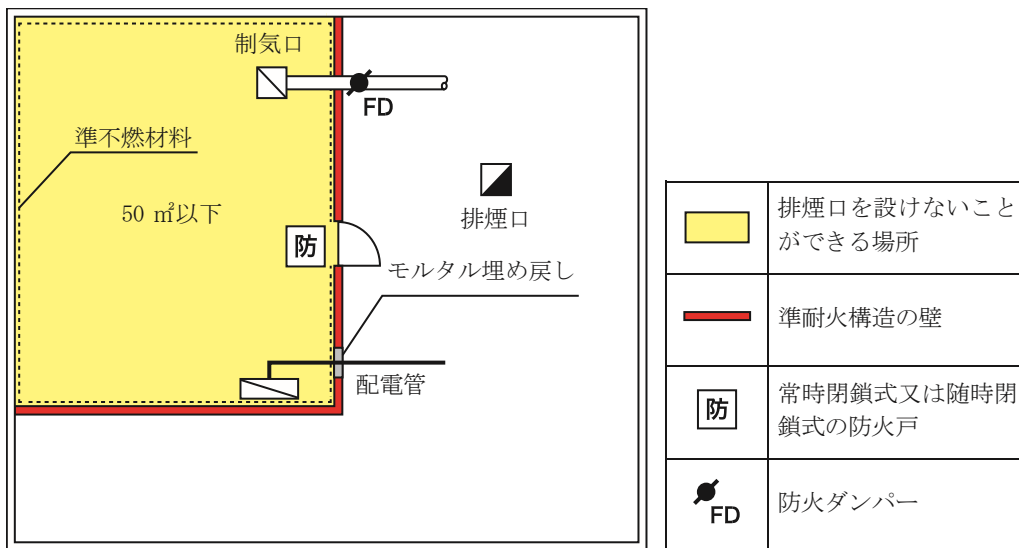 制気口
FD
準不燃材料
50 ㎡以下
排煙口
防
モルタル埋め戻し
配電管
排煙口を設けないこと
ができる場所
準耐火構造の壁
防
常時閉鎖式又は随時閉
鎖式の防火戸
FD
防火ダンパー